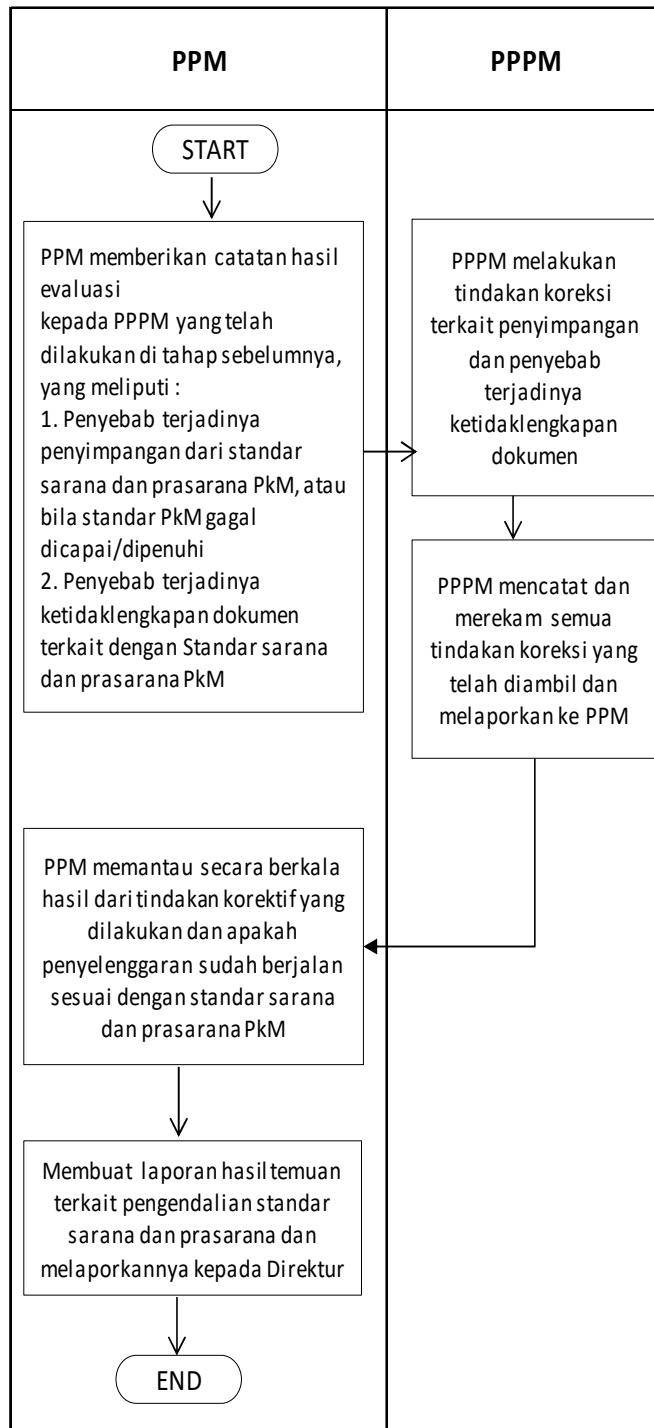 PPM
PPPM
START
PPM memberikan catatan hasil
evaluasi
kepada PPPM yang telah
dilakukan di tahap sebelumnya,
yang meliputi :
1. Penyebab terjadinya
penyimpangan dari standar
sarana dan prasarana PkM, atau
bila standar PkM gagal
dicapai/dipenuhi
2. Penyebab terjadinya
ketidaklengkapan dokumen
terkait dengan Standar sarana
dan prasarana PkM
PPPM melakukan
tindakan koreksi
terkait penyimpangan
dan penyebab
terjadinya
ketidaklengkapan
dokumen
PPPM mencatat dan
merekam semua
tindakan koreksi yang
telah diambil dan
melaporkan ke PPM
PPM memantau secara berkala
hasil dari tindakan korektif yang
dilakukan dan apakah
penyelenggaran sudah berjalan
sesuai dengan standar sarana
dan prasarana PkM
Membuat laporan hasil temuan
terkait pengendalian standar
sarana dan prasarana dan
melaporkannya kepada Direktur
END